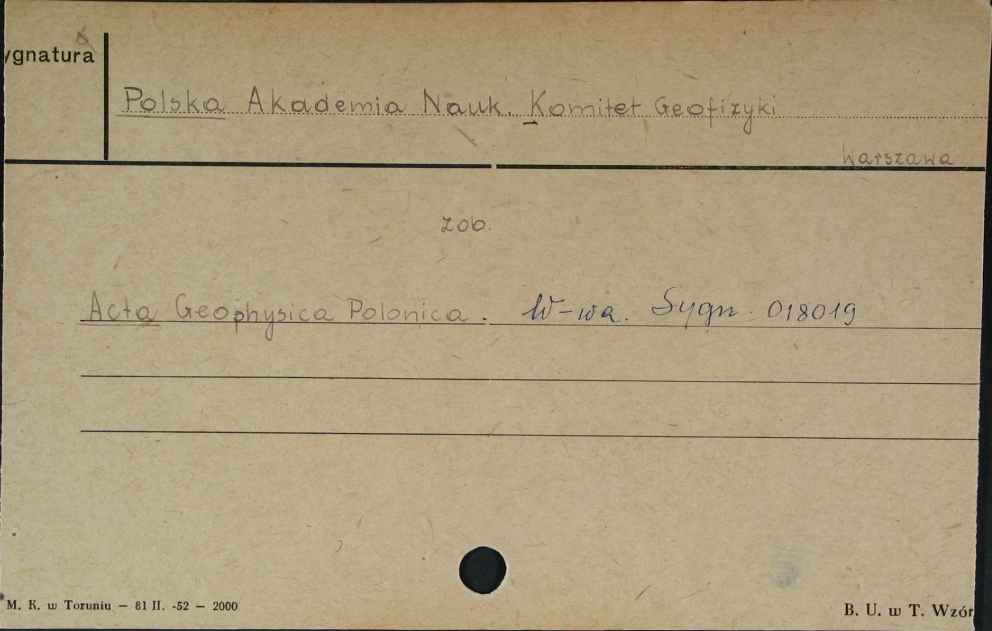 ygnatura
Polska Akademia Nauk. Komitet Geofizyki
Warszawa
zob.
Acta Geophysica Polonica. W-wa. Sygn. 018019
M. K. w Toruniu — 81 II. -52 — 2000
B. U. w T. Wzór